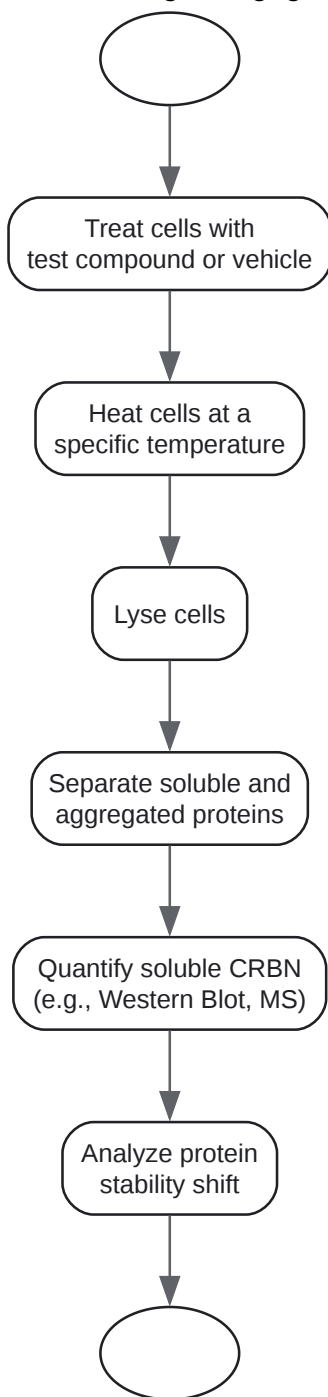 Treat cells with
test compound or vehicle
Heat cells at a
specific temperature
Lyse cells
Separate soluble and
aggregated proteins
Quantify soluble CRBN
(e.g., Western Blot, MS)
Analyze protein
stability shift